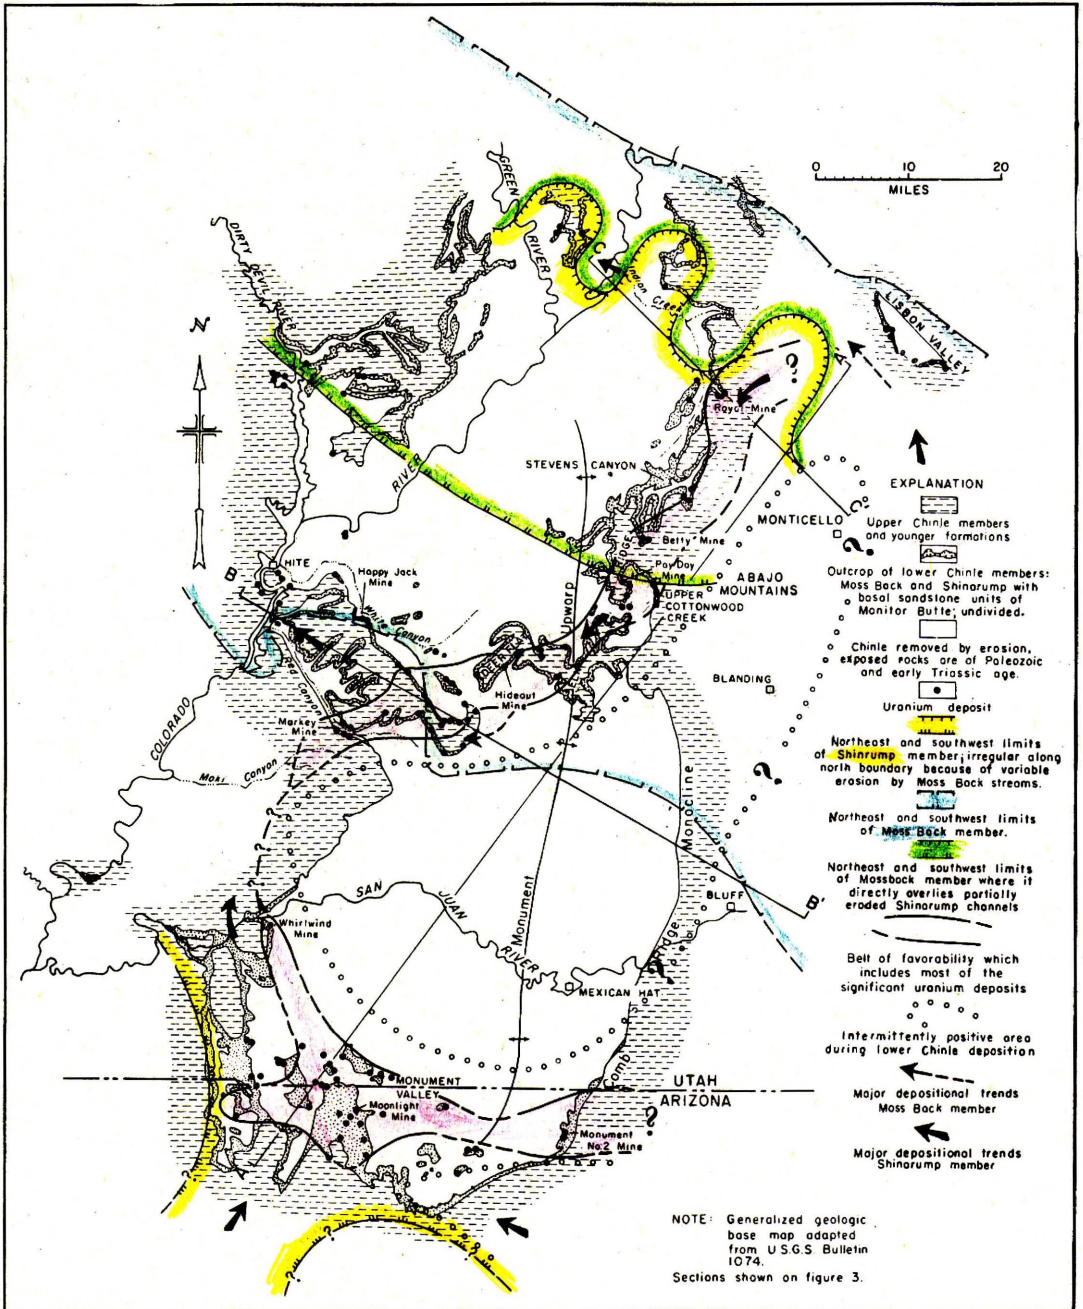 0 10 20
MILES
GREEN
RIVER
DIRTY DEVIL RIVER
N
C
Indian Creek
LISBON VALLEY
A'
?
Royal Mine
STEVENS CANYON
RIVER
EXPLANATION
Upper Chinle members
and younger formations
Outcrop of lower Chinle members:
Moss Back and Shinarump with
basal sandstone units of
Monitor Butte, undivided.
Chinle removed by erosion,
exposed rocks are of Paleozoic
and early Triassic age.
Uranium deposit
Northeast and southwest limits
of Shinrump member; irregular along
north boundary because of variable
erosion by Moss Back streams.
Northeast and southwest limits
of Moss Back member.
Northeast and southwest limits
of Mossback member where it
directly overlies partially
eroded Shinarump channels
Belt of favorability which
includes most of the
significant uranium deposits
Intermittently positive area
during lower Chinle deposition
Major depositional trends
Moss Back member
Major depositional trends
Shinarump member
MONTICELLO
C'
?
Betty Mine
RIDGE
Pay Day
Mine
ABAJO
MOUNTAINS
UPPER
COTTONWOOD
CREEK
HITE
B
Happy Jack
Mine
White Canyon
Red Canyon
Upwarp
Hideout
Mine
Markey
Mine
BLANDING
COLORADO
Moki Canyon
?
Monument
Monocline
SAN
JUAN
RIVER
BLUFF
B'
Ridge
Whirlwind
Mine
MEXICAN HAT
Comb
MONUMENT
VALLEY
Moonlight
Mine
UTAH
ARIZONA
?
Monument
No. 2 Mine
A
?
?
?
NOTE: Generalized geologic
base map adapted
from U.S.G.S. Bulletin
1074.
Sections shown on figure 3.